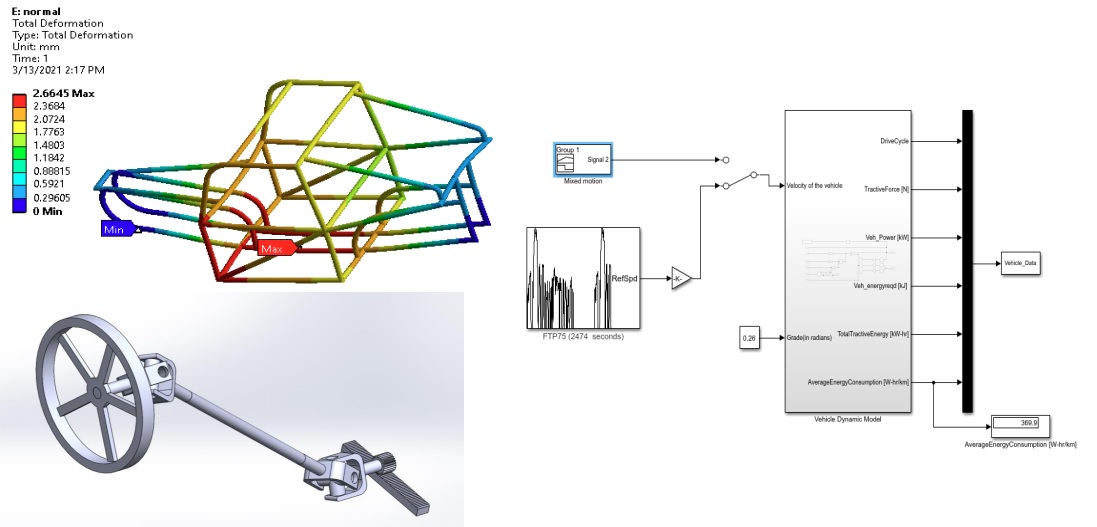 E: normal
Total Deformation
Type: Total Deformation
Unit: mm
Time: 1
3/13/2021 2:17 PM
2.6645 Max
2.3684
2.0724
1.7763
1.4803
1.1842
0.88815
0.5921
0.29605
0 Min
Min
Max
Group 1
Signal 2
Mixed motion
RefSpd
FTP75 (2474 seconds)
-K-
0.26
Velocity of the vehicle
Grade(in radians)
DriveCycle
TractiveForce [N]
Veh_Power [kW]
Veh_energyreqd [kJ]
TotalTractiveEnergy [kW-hr]
AverageEnergyConsumption [W-hr/km]
Vehicle Dynamic Model
Vehicle_Data
369.9
AverageEnergyConsumption [W-hr/km]